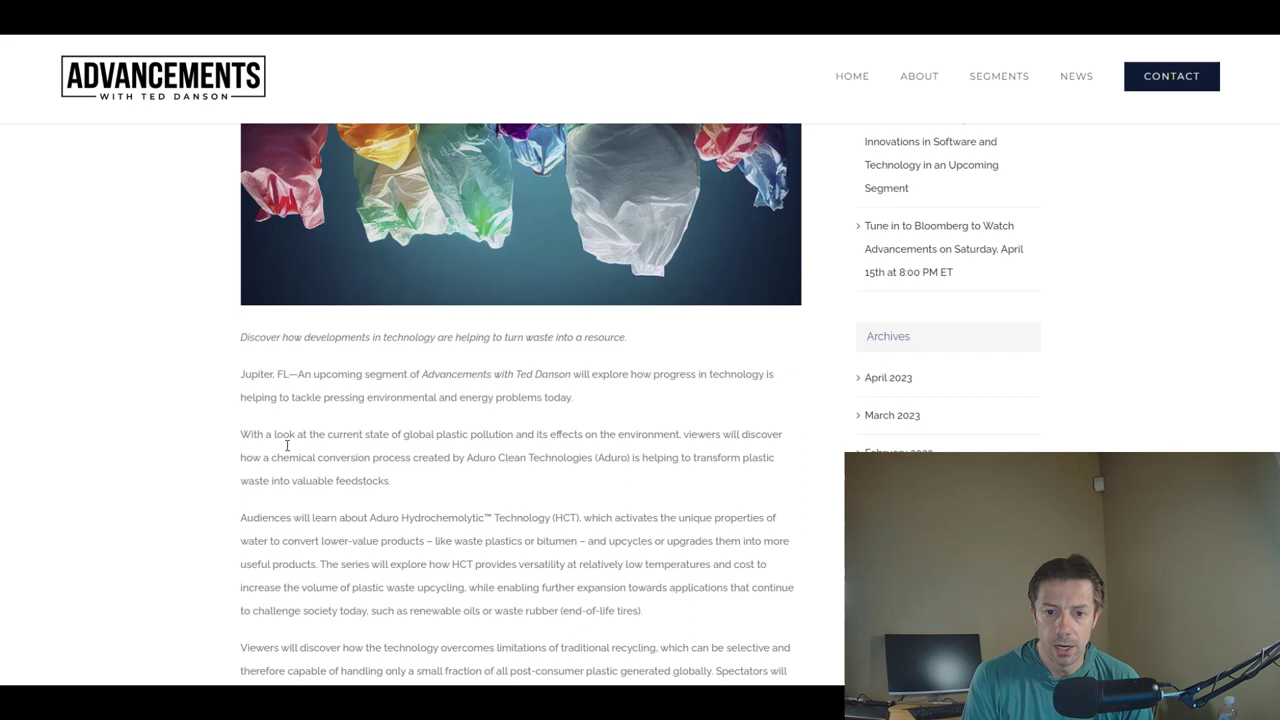 ADVANCEMENTS
WITH TED DANSON
HOME
ABOUT
SEGMENTS
NEWS
CONTACT
Discover how developments in technology are helping to turn waste into a resource.
Jupiter, FL—An upcoming segment of Advancements with Ted Danson will explore how progress in technology is
helping to tackle pressing environmental and energy problems today.
With a look at the current state of global plastic pollution and its effects on the environment, viewers will discover
how a chemical conversion process created by Aduro Clean Technologies (Aduro) is helping to transform plastic
waste into valuable feedstocks.
Audiences will learn about Aduro Hydrochemolytic™ Technology (HCT), which activates the unique properties of
water to convert lower-value products – like waste plastics or bitumen – and upcycles or upgrades them into more
useful products. The series will explore how HCT provides versatility at relatively low temperatures and cost to
increase the volume of plastic waste upcycling, while enabling further expansion towards applications that continue
to challenge society today, such as renewable oils or waste rubber (end-of-life tires).
Viewers will discover how the technology overcomes limitations of traditional recycling, which can be selective and
therefore capable of handling only a small fraction of all post-consumer plastic generated globally. Spectators will
Innovations in Software and
Technology in an Upcoming
Segment
Tune in to Bloomberg to Watch
Advancements on Saturday, April
15th at 8:00 PM ET
Archives
April 2023
March 2023